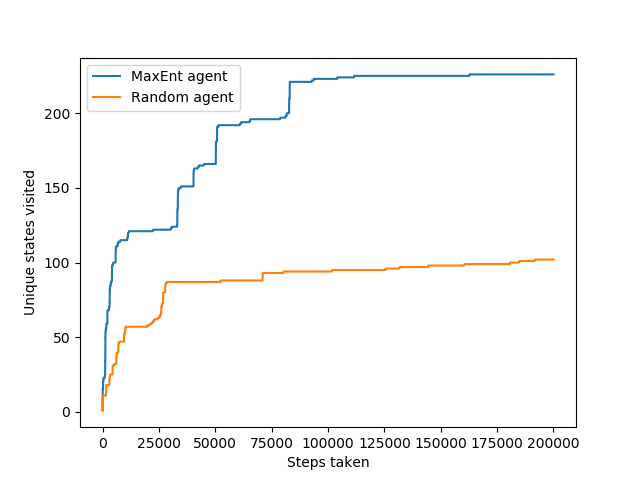 MaxEnt agent
Random agent
Unique states visited
200
150
100
50
0
0 25000 50000 75000 100000 125000 150000 175000 200000
Steps taken